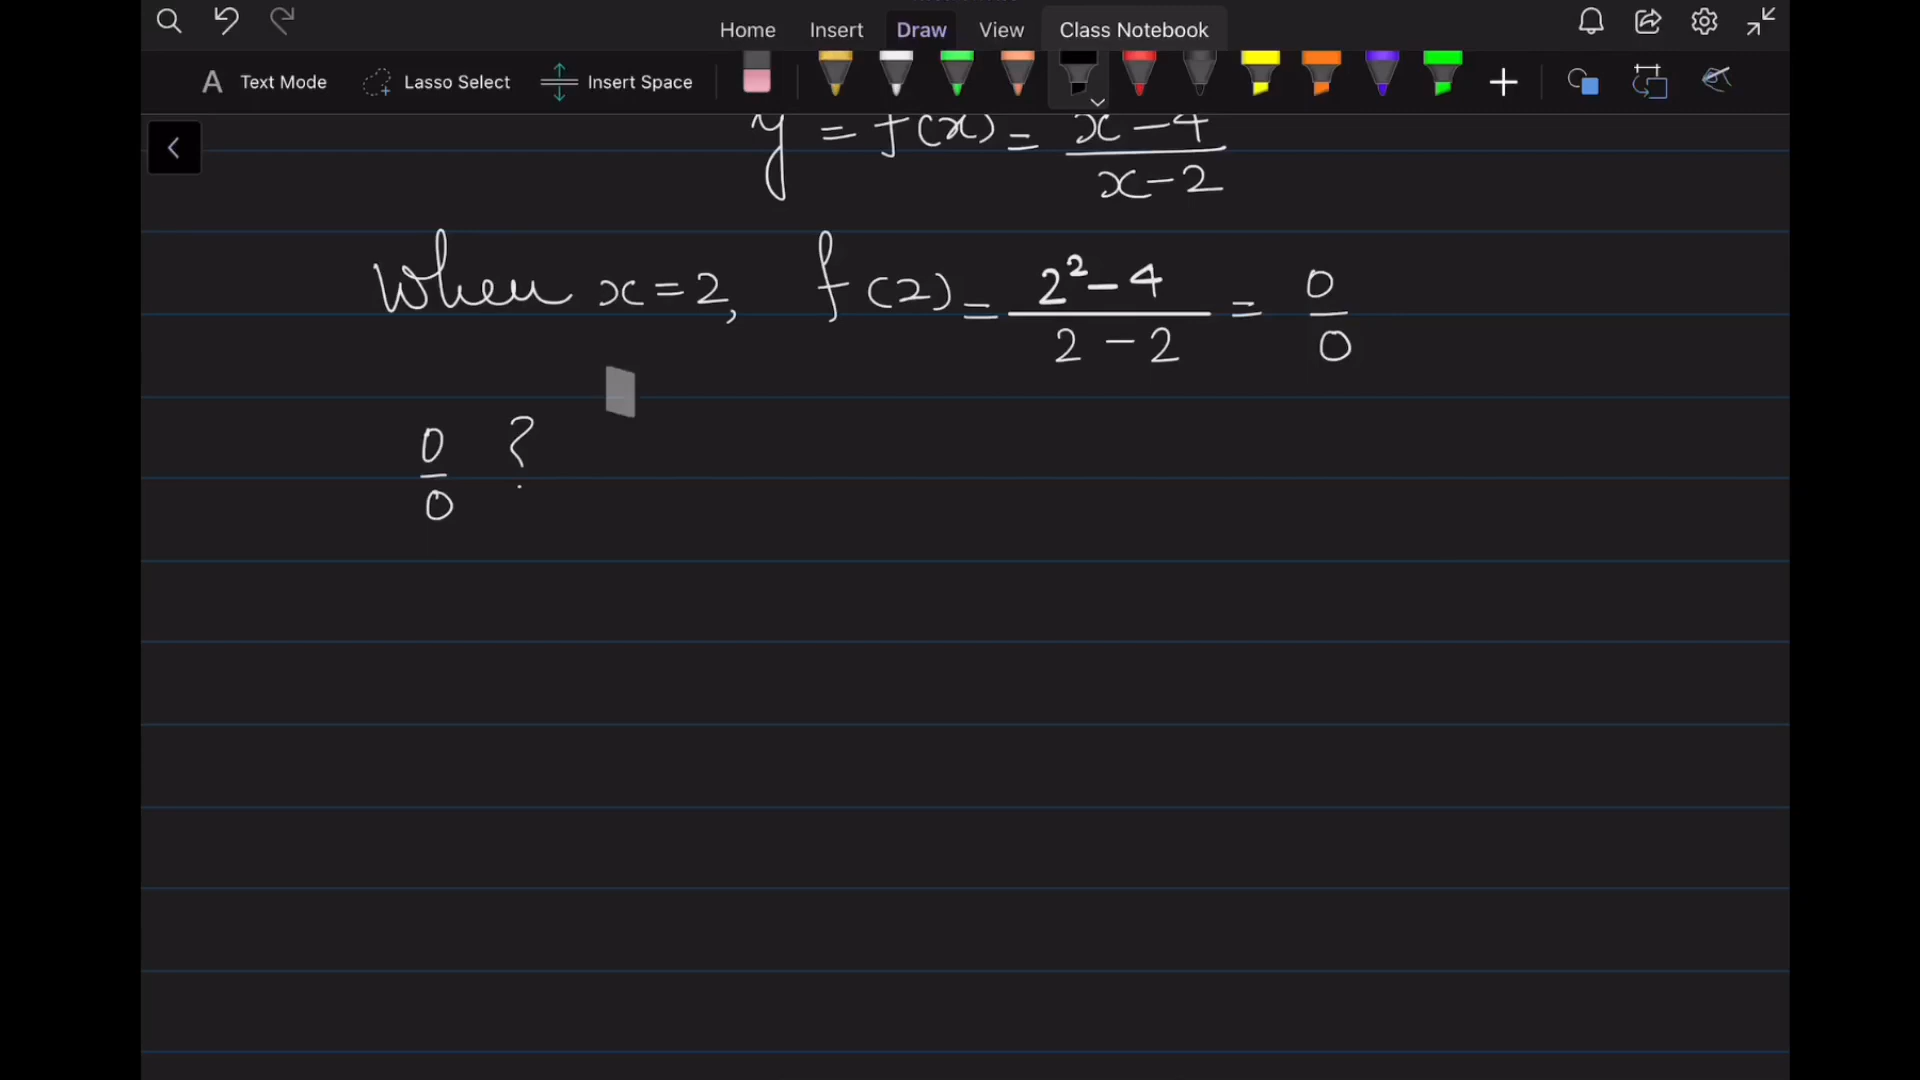 Home Insert Draw View Class Notebook
A Text Mode Lasso Select Insert Space
y = f(x) = x-4 / x-2
When x=2, f(2) = 2²-4 / 2-2 = 0/0
0/0 ?